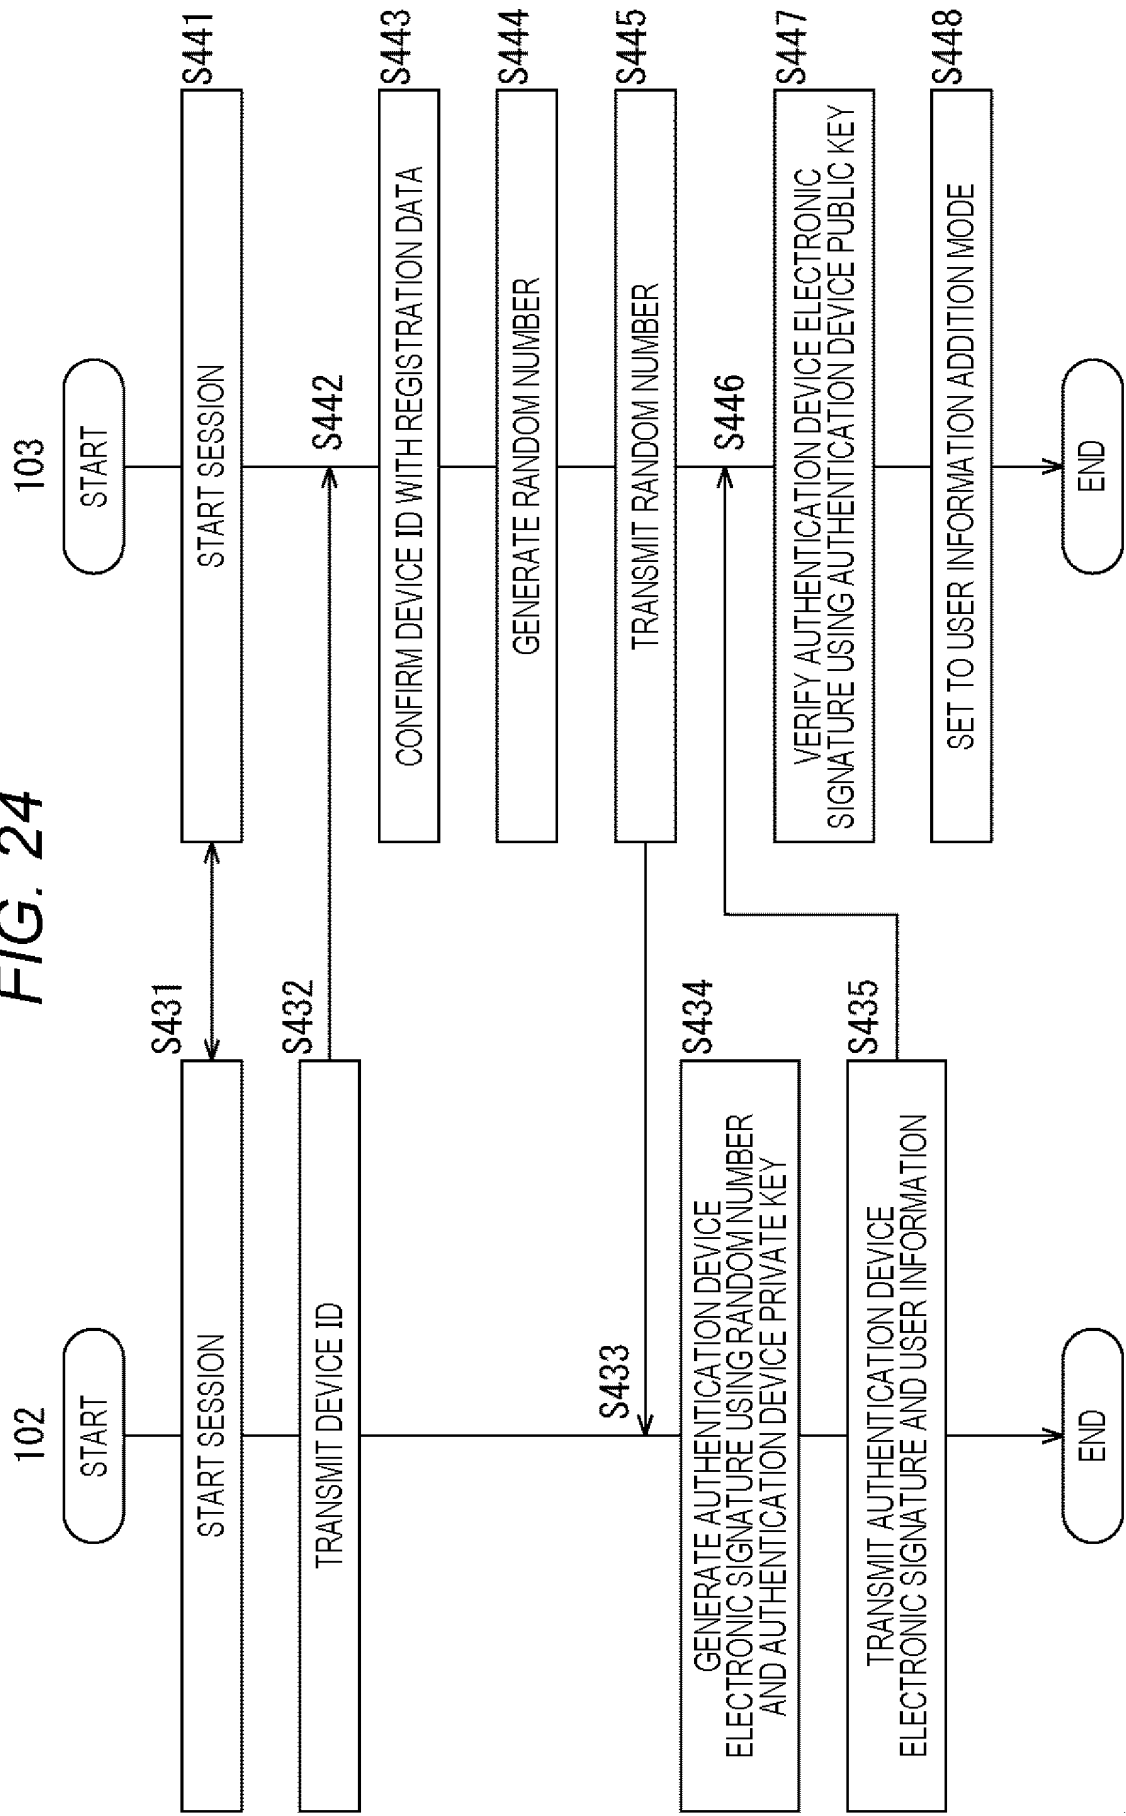 FIG. 24
102
START
S431
START SESSION
S432
TRANSMIT DEVICE ID
S433
S434
GENERATE AUTHENTICATION DEVICE
ELECTRONIC SIGNATURE USING RANDOM NUMBER
AND AUTHENTICATION DEVICE PRIVATE KEY
S435
TRANSMIT AUTHENTICATION DEVICE
ELECTRONIC SIGNATURE AND USER INFORMATION
END
103
START
S441
START SESSION
S442
S443
CONFIRM DEVICE ID WITH REGISTRATION DATA
S444
GENERATE RANDOM NUMBER
S445
TRANSMIT RANDOM NUMBER
S446
S447
VERIFY AUTHENTICATION DEVICE ELECTRONIC
SIGNATURE USING AUTHENTICATION DEVICE PUBLIC KEY
S448
SET TO USER INFORMATION ADDITION MODE
END